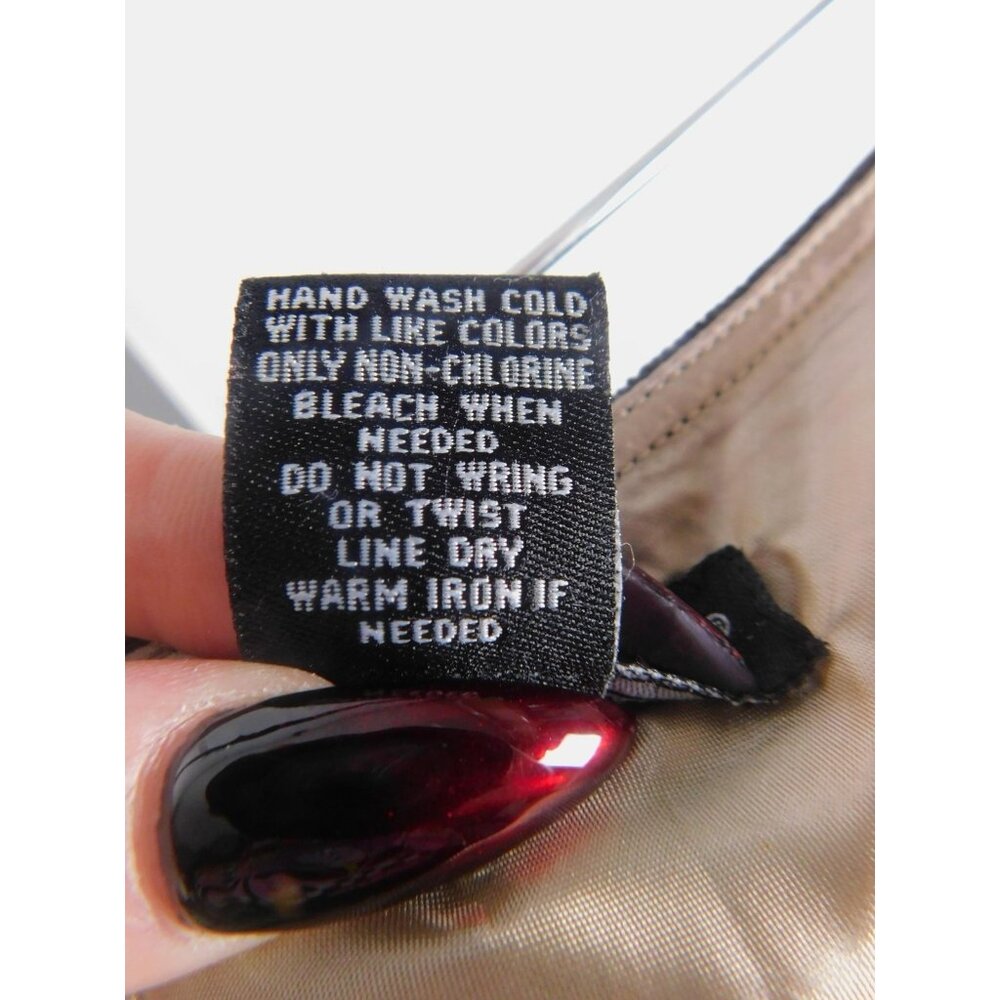 HAND WASH COLD
WITH LIKE COLORS
ONLY NON-CHLORINE
BLEACH WHEN
NEEDED
DO NOT WRING
OR TWIST
LINE DRY
WARM IRON IF
NEEDED